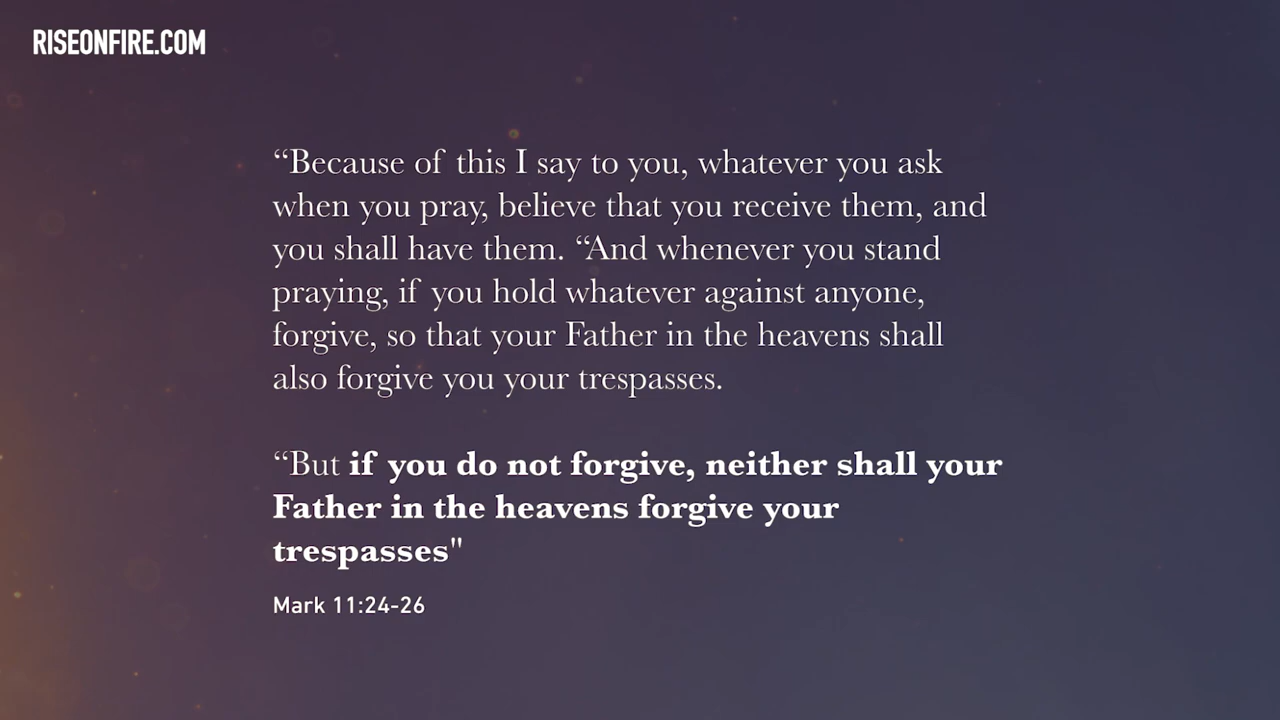 RISEONFIRE.COM
“Because of this I say to you, whatever you ask
when you pray, believe that you receive them, and
you shall have them. “And whenever you stand
praying, if you hold whatever against anyone,
forgive, so that your Father in the heavens shall
also forgive you your trespasses.
“But if you do not forgive, neither shall your
Father in the heavens forgive your
trespasses"
Mark 11:24-26